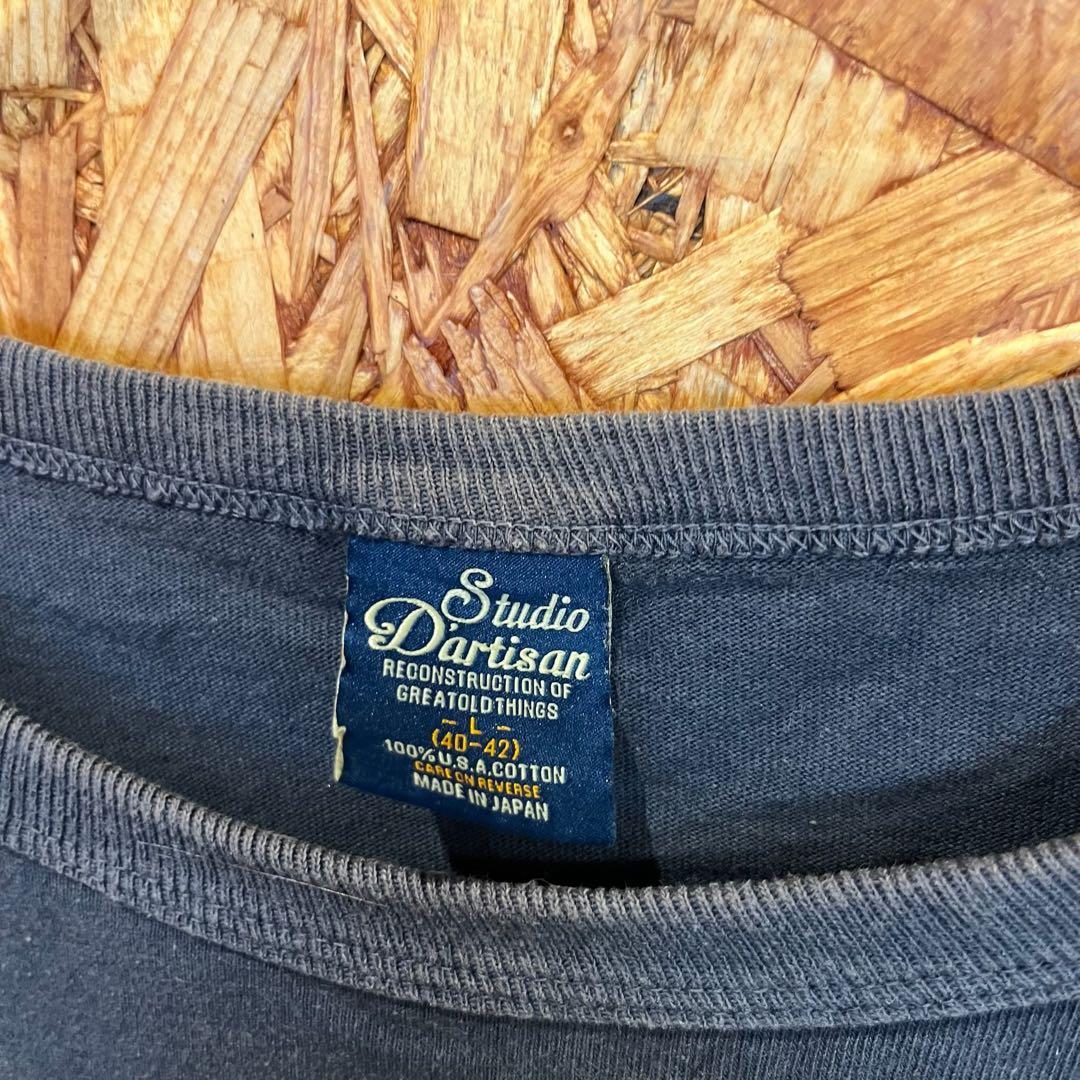 Studio
D'artisan
RECONSTRUCTION OF
GREATOLDTHINGS
- L -
(40-42)
100% U.S.A.COTTON
CARE ON REVERSE
MADE IN JAPAN